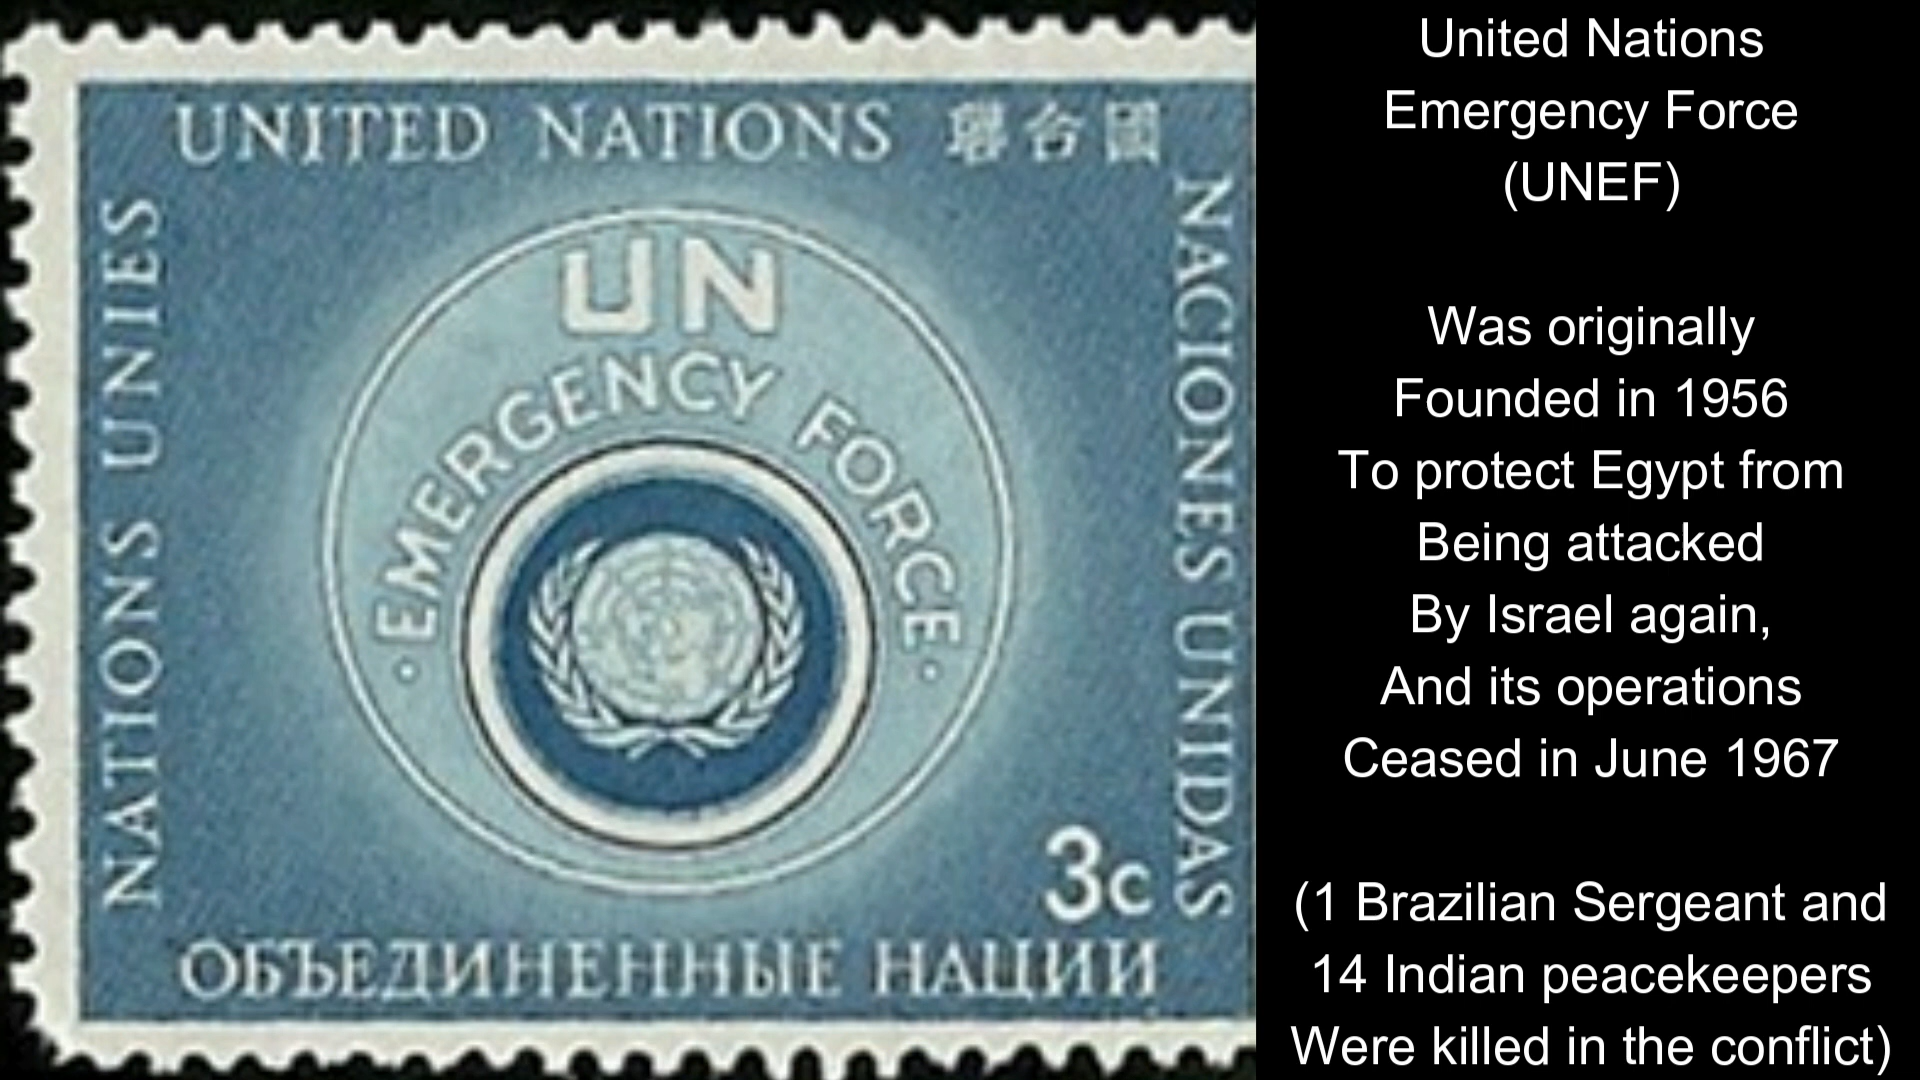 UNITED NATIONS 聯合國
NATIONS UNIES
NACIONES UNIDAS
UN
· EMERGENCY FORCE ·
3c
ОБЪЕДИНЕННЫЕ НАЦИИ
United Nations
Emergency Force
(UNEF)
Was originally
Founded in 1956
To protect Egypt from
Being attacked
By Israel again,
And its operations
Ceased in June 1967
(1 Brazilian Sergeant and
14 Indian peacekeepers
Were killed in the conflict)